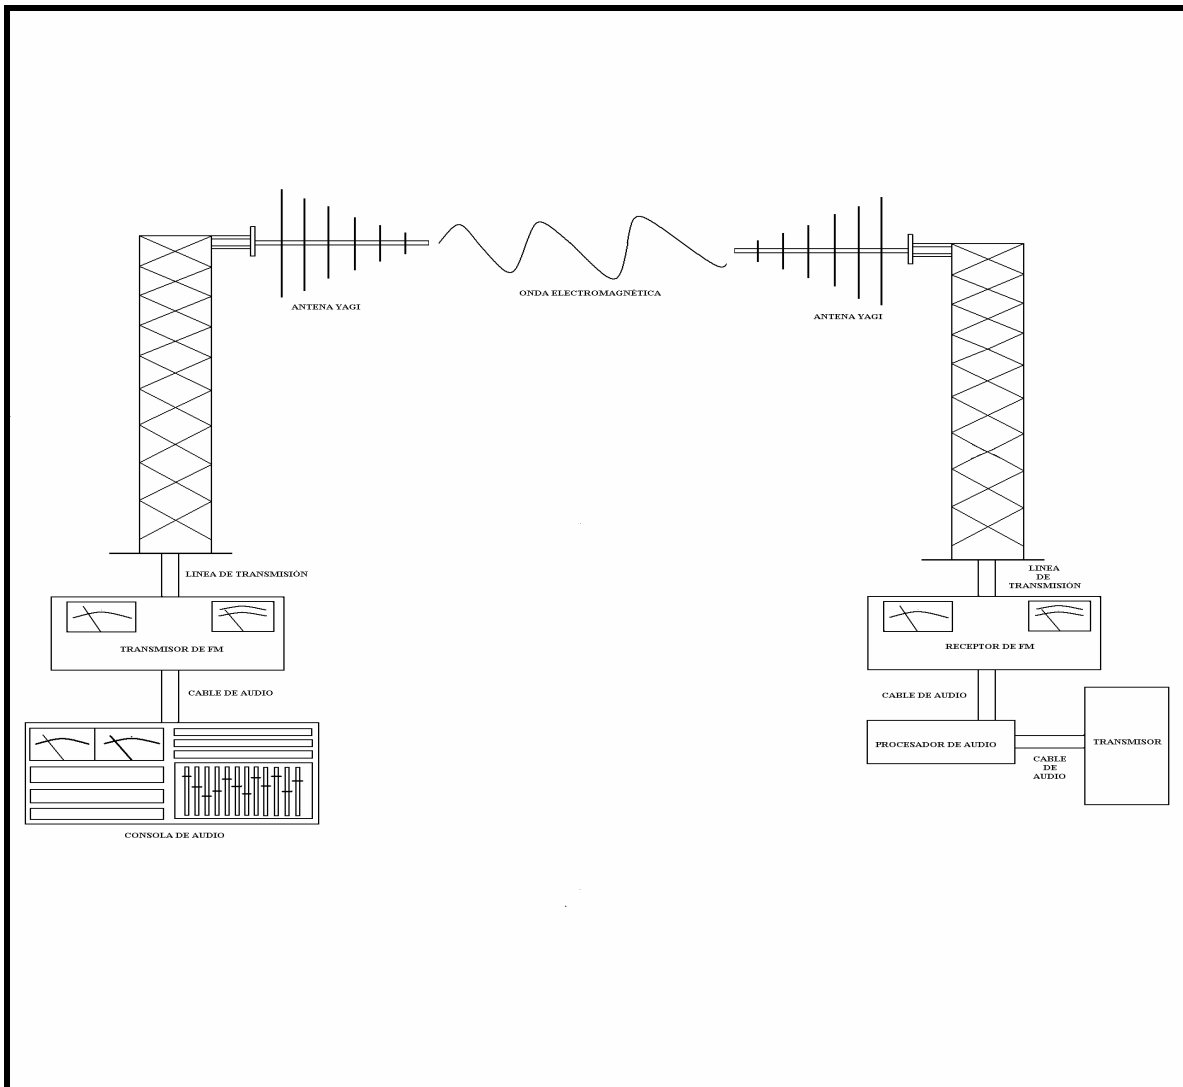 ANTENA YAGI
ONDA ELECTROMAGNÉTICA
ANTENA YAGI
LINEA DE TRANSMISIÓN
TRANSMISOR DE FM
CABLE DE AUDIO
CONSOLA DE AUDIO
LINEA
DE
TRANSMISIÓN
RECEPTOR DE FM
CABLE DE AUDIO
PROCESADOR DE AUDIO
CABLE
DE
AUDIO
TRANSMISOR